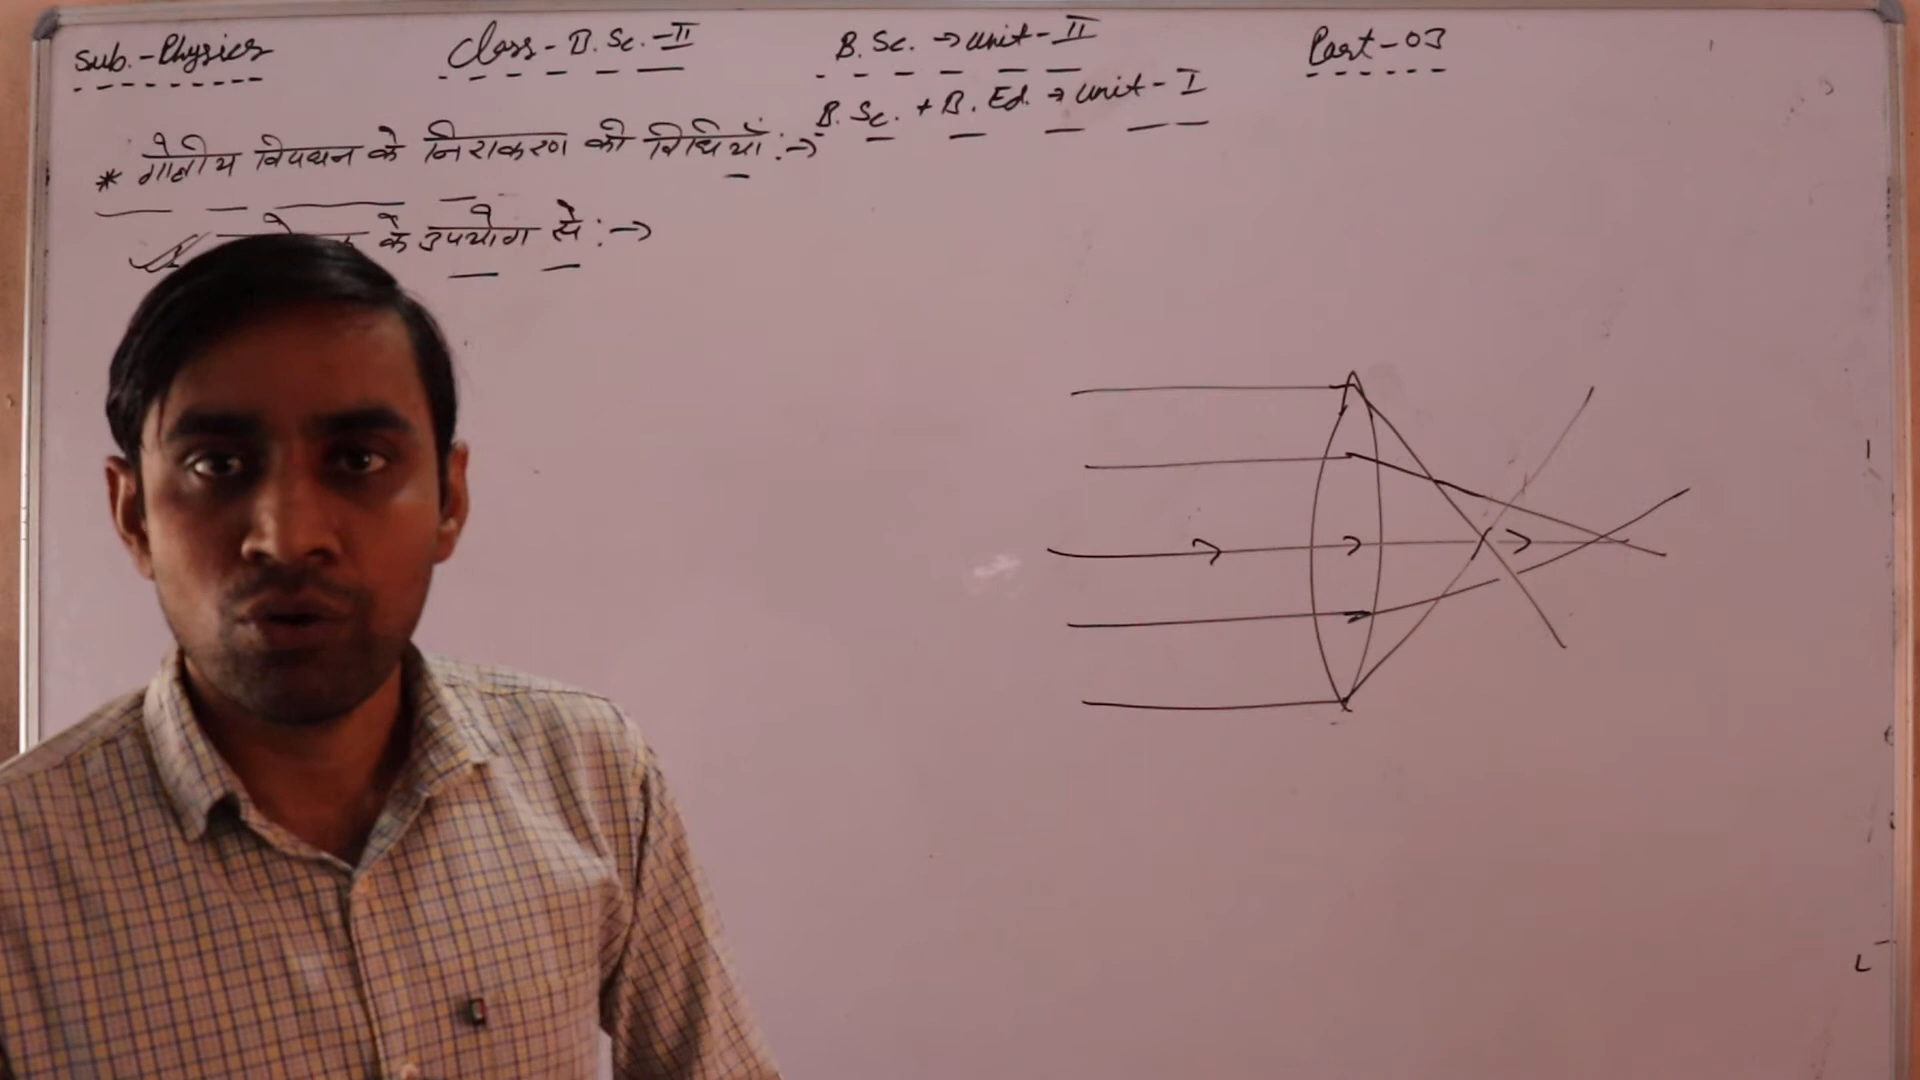 Sub.-Physics
Class-B.Sc.-II
B.Sc. → unit-II
Part-03
B.Sc. + B.Ed. → unit-I
* गोलीय विपथन के निराकरण की विधियाँ :→
के उपयोग से :→